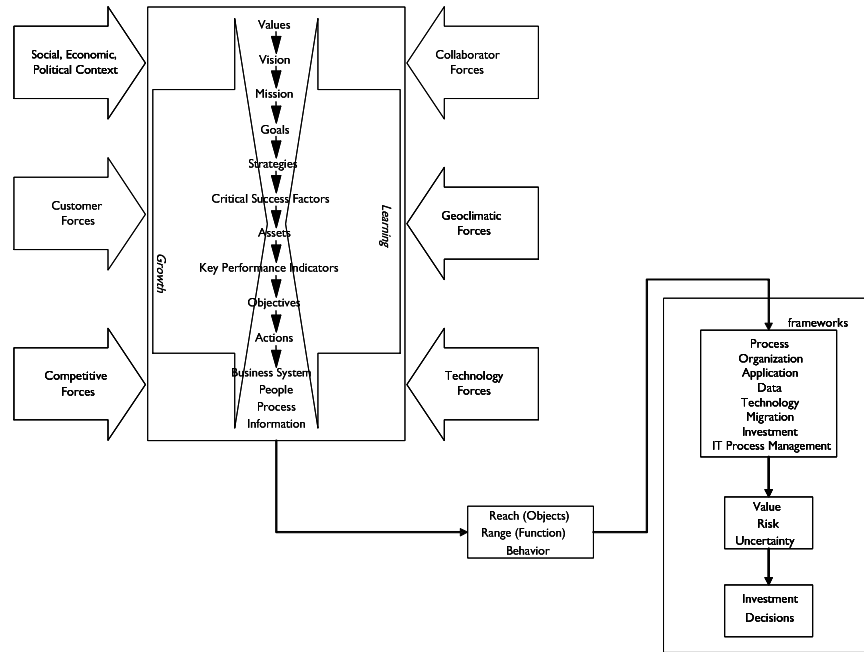 Social, Economic,
Political Context
Customer
Forces
Competitive
Forces
Values
Vision
Mission
Goals
Strategies
Critical Success Factors
Assets
Key Performance Indicators
Objectives
Actions
Business System
People
Process
Information
Growth
Learning
Collaborator
Forces
Geoclimatic
Forces
Technology
Forces
Reach (Objects)
Range (Function)
Behavior
frameworks
Process
Organization
Application
Data
Technology
Migration
Investment
IT Process Management
Value
Risk
Uncertainty
Investment
Decisions